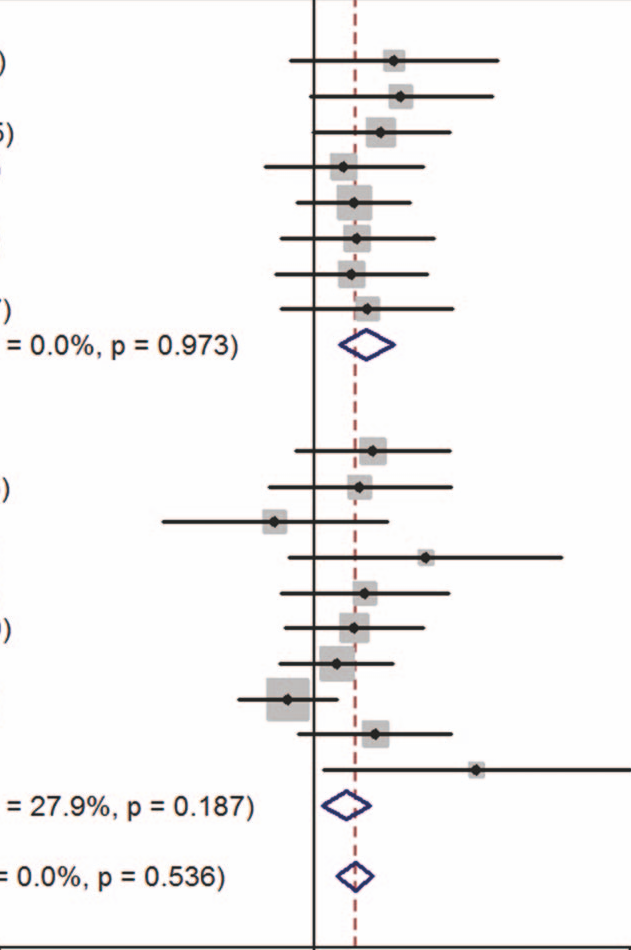 )
5)
)
= 0.0%, p = 0.973)
)
)
= 27.9%, p = 0.187)
= 0.0%, p = 0.536)